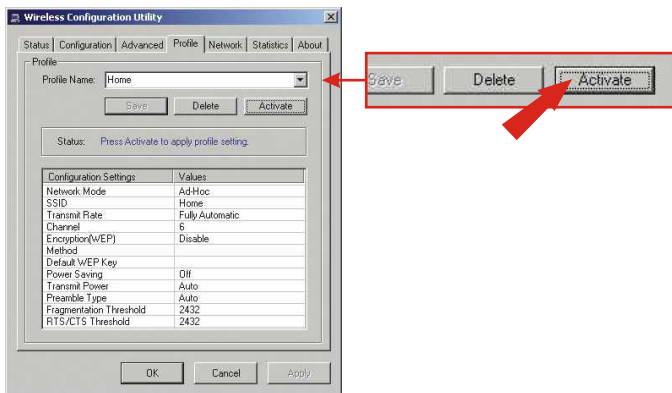 Wireless Configuration Utility
Status Configuration Advanced Profile Network Statistics About
Profile
Profile Name: Home
Save Delete Activate
Status: Press Activate to apply profile setting.
Configuration Settings Values
Network Mode Ad-Hoc
SSID Home
Transmit Rate Fully Automatic
Channel 6
Encryption(WEP) Disable
Method
Default WEP Key
Power Saving Off
Transmit Power Auto
Preamble Type Auto
Fragmentation Threshold 2432
RTS/CTS Threshold 2432
OK Cancel Apply
Save Delete Activate